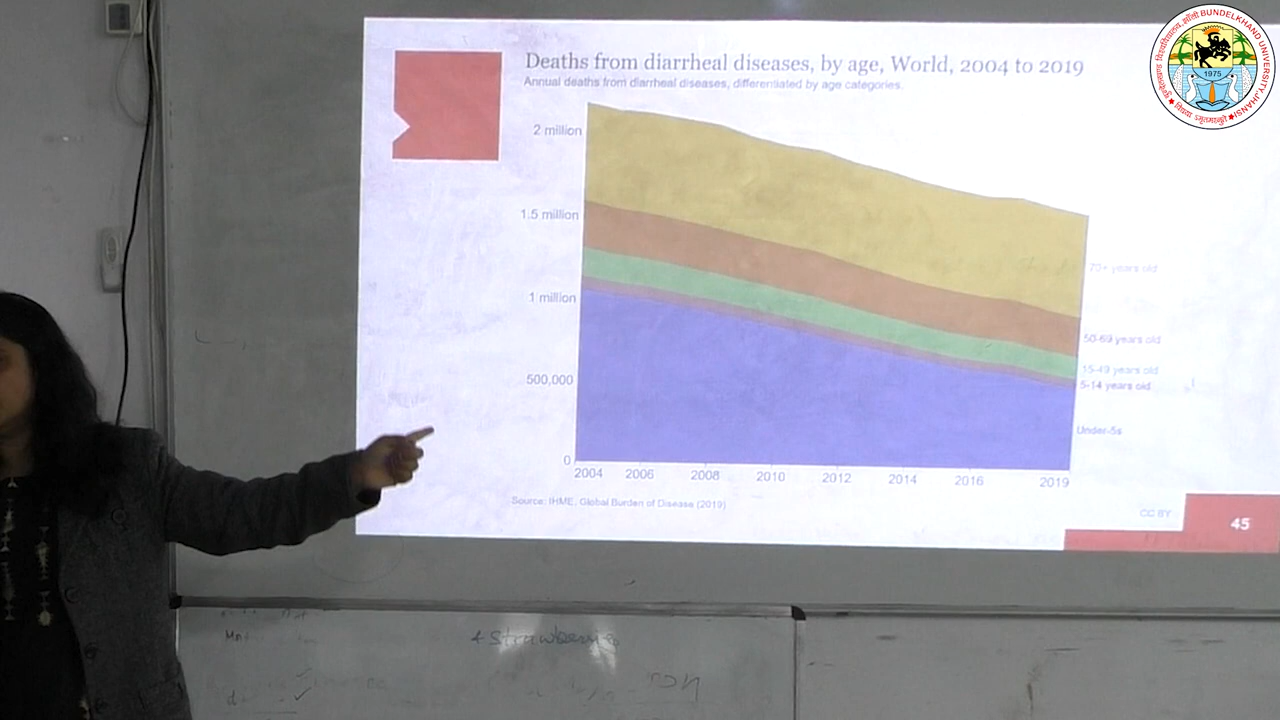 Deaths from diarrheal diseases, by age, World, 2004 to 2019
Annual deaths from diarrheal diseases, differentiated by age categories.
2 million
1.5 million
1 million
500,000
0
2004 2006 2008 2010 2012 2014 2016 2019
70+ years old
50-69 years old
15-49 years old
5-14 years old
Under-5s
Source: IHME, Global Burden of Disease (2019)
CC BY
45
BUNDELKHAND UNIVERSITY, JHANSI
1975
Mn